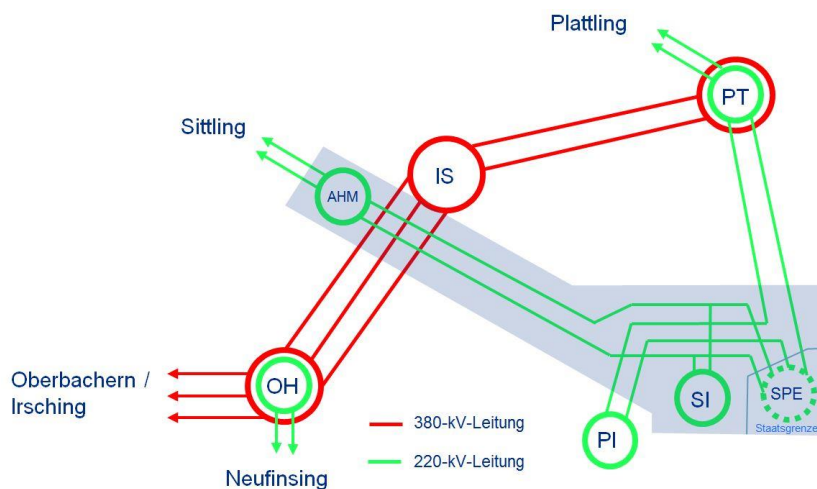 Plattling
PT
Sittling
IS
AHM
Oberbachern /
Irsching
OH
SI
SPE
Staatsgrenze
PI
380-kV-Leitung
220-kV-Leitung
Neufinsing